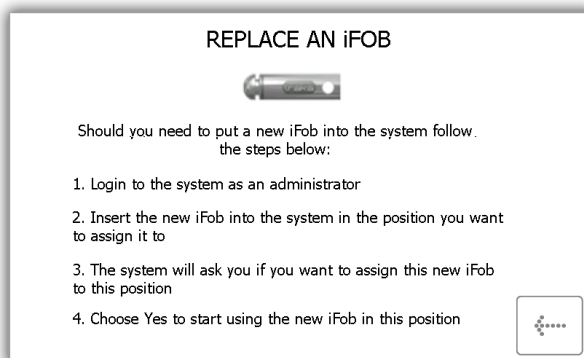 REPLACE AN iFOB
Should you need to put a new iFob into the system follow.
the steps below:
1. Login to the system as an administrator
2. Insert the new iFob into the system in the position you want
to assign it to
3. The system will ask you if you want to assign this new iFob
to this position
4. Choose Yes to start using the new iFob in this position